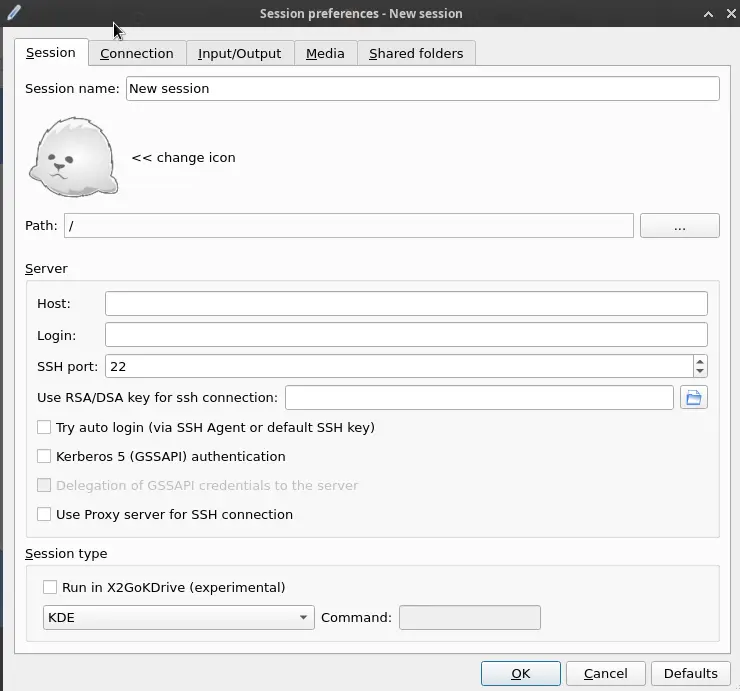 Session preferences - New session
Session Connection Input/Output Media Shared folders
Session name: New session
<< change icon
Path: / ...
Server
Host:
Login:
SSH port: 22
Use RSA/DSA key for ssh connection:
Try auto login (via SSH Agent or default SSH key)
Kerberos 5 (GSSAPI) authentication
Delegation of GSSAPI credentials to the server
Use Proxy server for SSH connection
Session type
Run in X2GoKDrive (experimental)
KDE Command:
OK Cancel Defaults